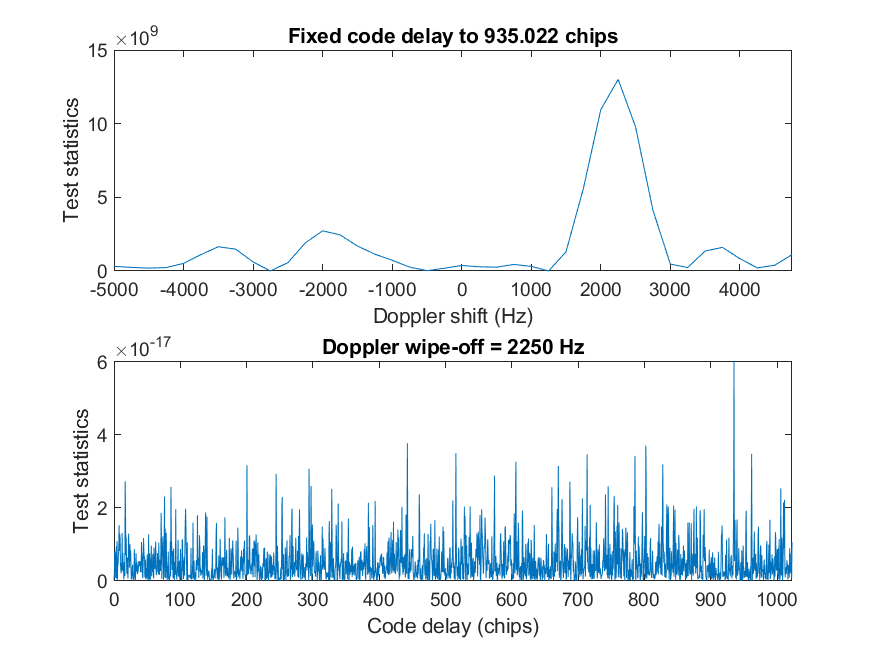 ×10^9
Fixed code delay to 935.022 chips
15
10
5
0
Test statistics
-5000 -4000 -3000 -2000 -1000 0 1000 2000 3000 4000
Doppler shift (Hz)
×10^-17
Doppler wipe-off = 2250 Hz
6
4
2
0
Test statistics
0 100 200 300 400 500 600 700 800 900 1000
Code delay (chips)